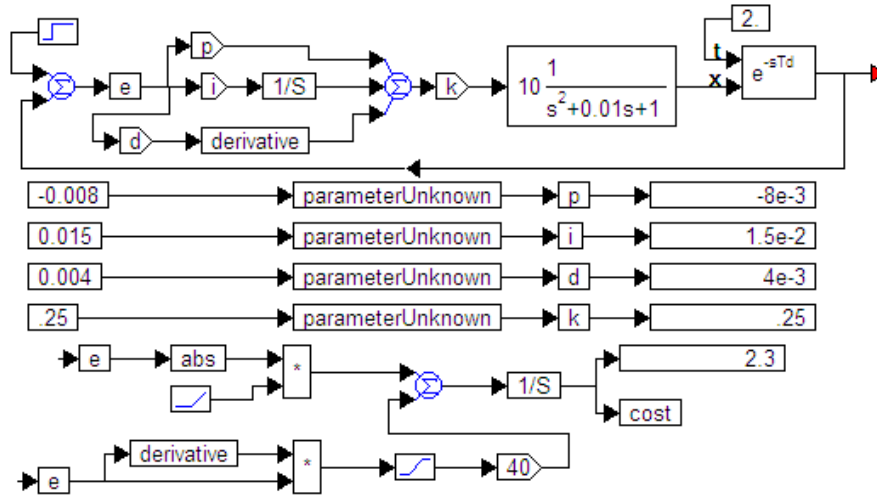 2.
p
t
e
i
1/S
Σ
Σ
k
10 1
s²+0.01s+1
x
e^-sTd
d
derivative
-0.008 parameterUnknown p -8e-3
0.015 parameterUnknown i 1.5e-2
0.004 parameterUnknown d 4e-3
.25 parameterUnknown k .25
e abs * 2.3
Σ 1/S
cost
derivative
* 40
e